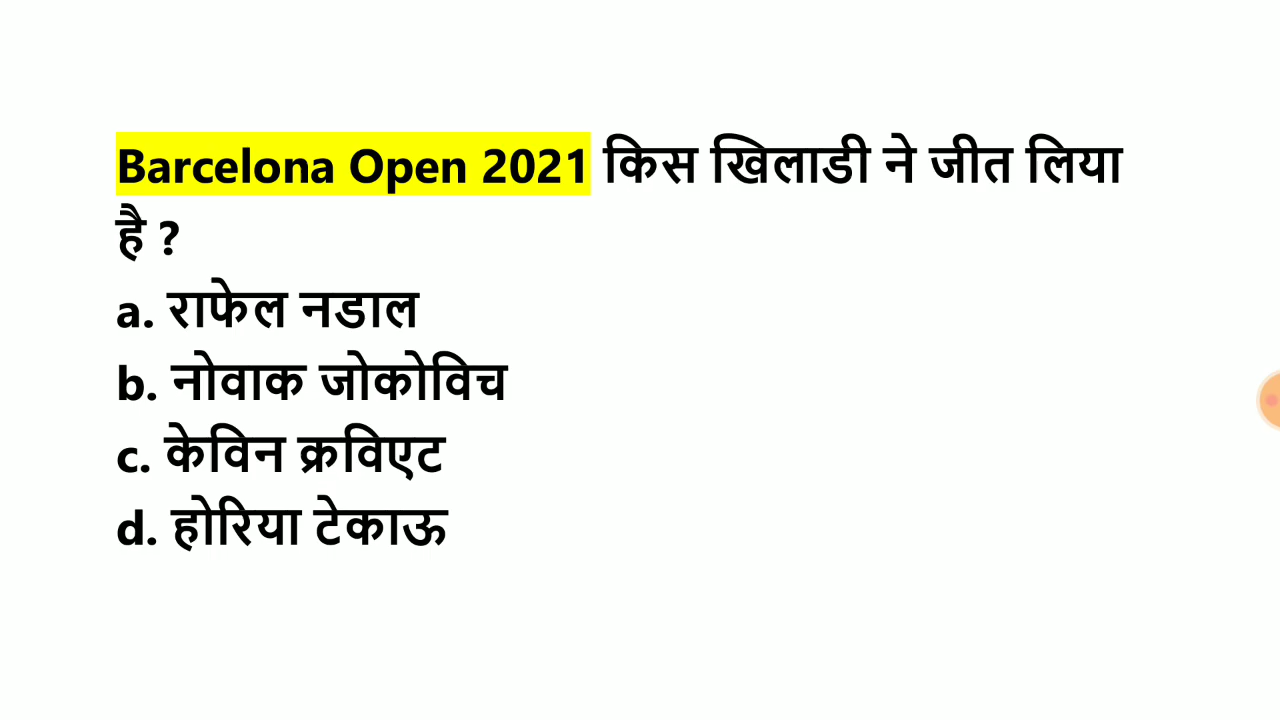 Barcelona Open 2021 किस खिलाडी ने जीत लिया
है ?
a. राफेल नडाल
b. नोवाक जोकोविच
c. केविन क्रविएट
d. होरिया टेकाऊ